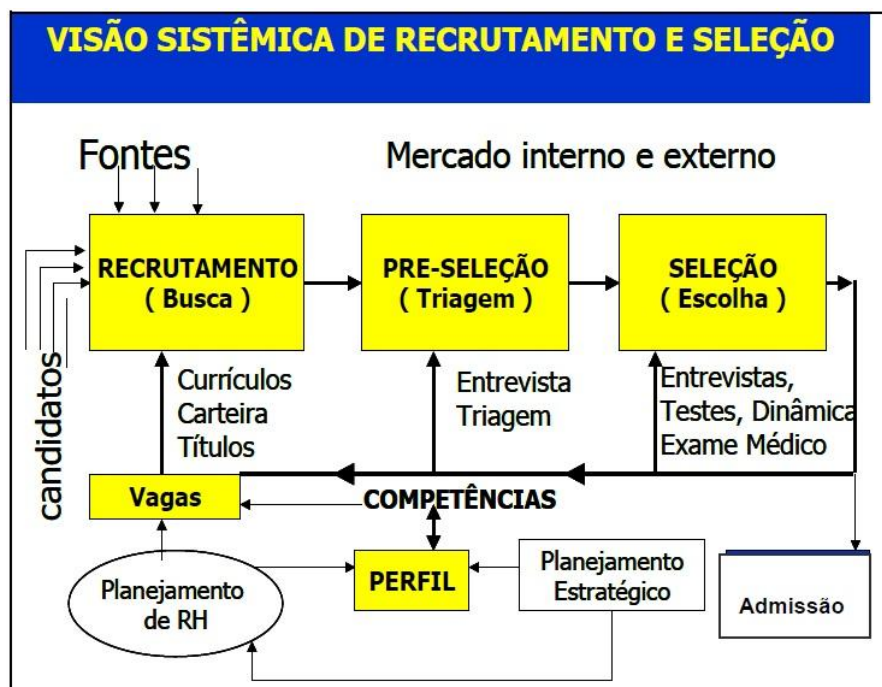 VISÃO SISTÊMICA DE RECRUTAMENTO E SELEÇÃO
Fontes
Mercado interno e externo
RECRUTAMENTO
( Busca )
PRE-SELEÇÃO
( Triagem )
SELEÇÃO
( Escolha )
candidatos
Currículos
Carteira
Títulos
Entrevista
Triagem
Entrevistas,
Testes, Dinâmica
Exame Médico
Vagas
COMPETÊNCIAS
Planejamento
de RH
PERFIL
Planejamento
Estratégico
Admissão